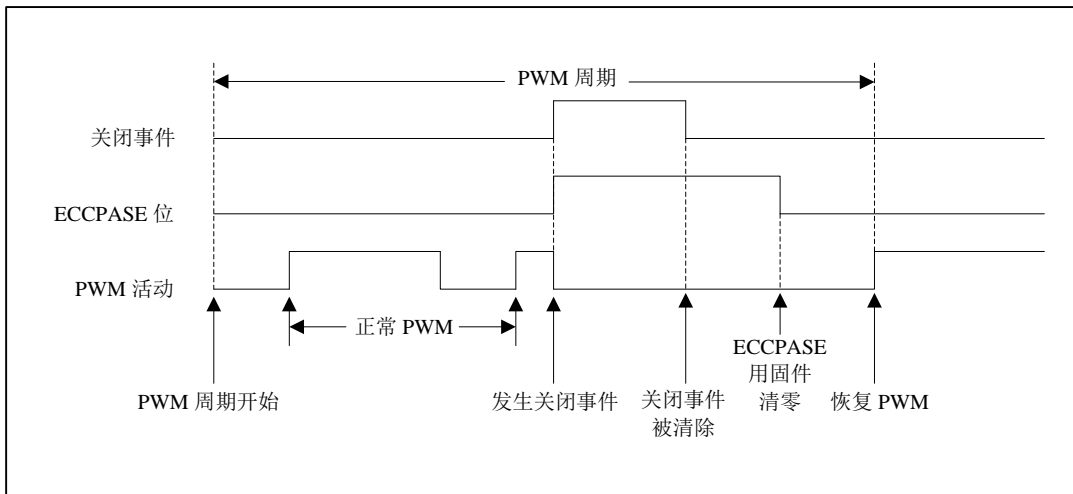 PWM 周期
关闭事件
ECCPASE 位
PWM 活动
正常 PWM
PWM 周期开始
发生关闭事件
关闭事件
被清除
ECCPASE
用固件
清零
恢复 PWM